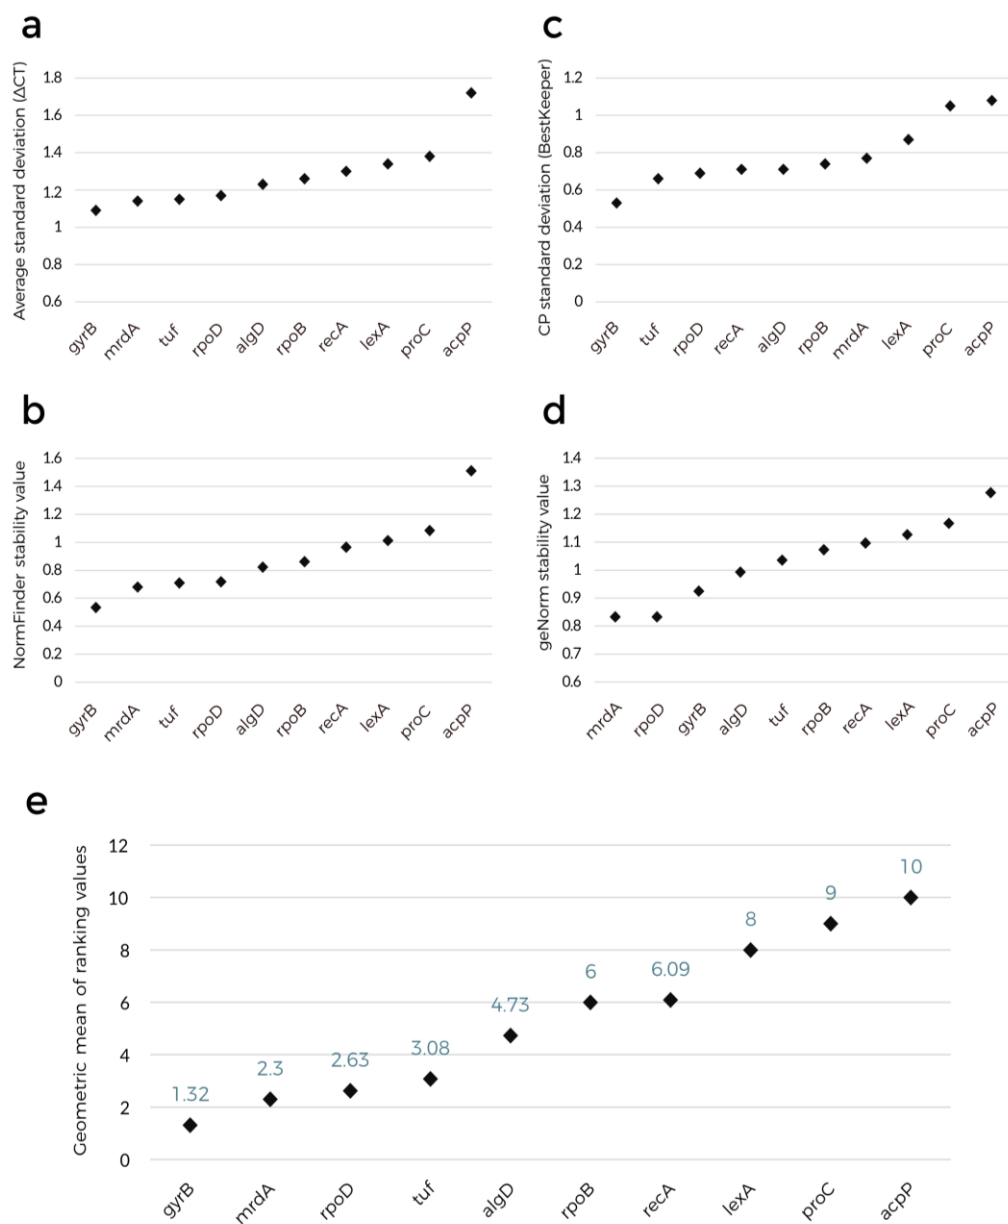 a
Average standard deviation (ΔCT)
1.8
1.6
1.4
1.2
1
0.8
0.6
gyrB mrdA tuf rpoD algD rpoB recA lexA proC acpP
c
CP standard deviation (BestKeeper)
1.2
1
0.8
0.6
0.4
0.2
0
gyrB tuf rpoD recA algD rpoB mrdA lexA proC acpP
b
NormFinder stability value
1.6
1.4
1.2
1
0.8
0.6
0.4
0.2
0
gyrB mrdA tuf rpoD algD rpoB recA lexA proC acpP
d
geNorm stability value
1.4
1.3
1.2
1.1
1
0.9
0.8
0.7
0.6
mrdA rpoD gyrB algD tuf rpoB recA lexA proC acpP
e
Geometric mean of ranking values
12
10
8
6
4
2
0
1.32 2.3 2.63 3.08 4.73 6 6.09 8 9 10
gyrB mrdA rpoD tuf algD rpoB recA lexA proC acpP